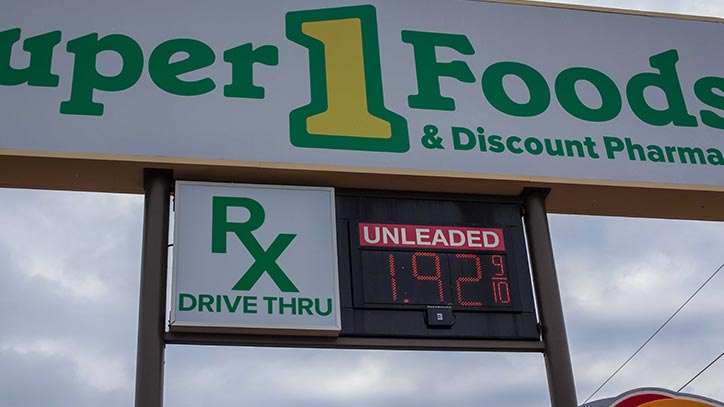 uper 1 Foods
& Discount Pharma
Rx
DRIVE THRU
UNLEADED
1.92 9/10